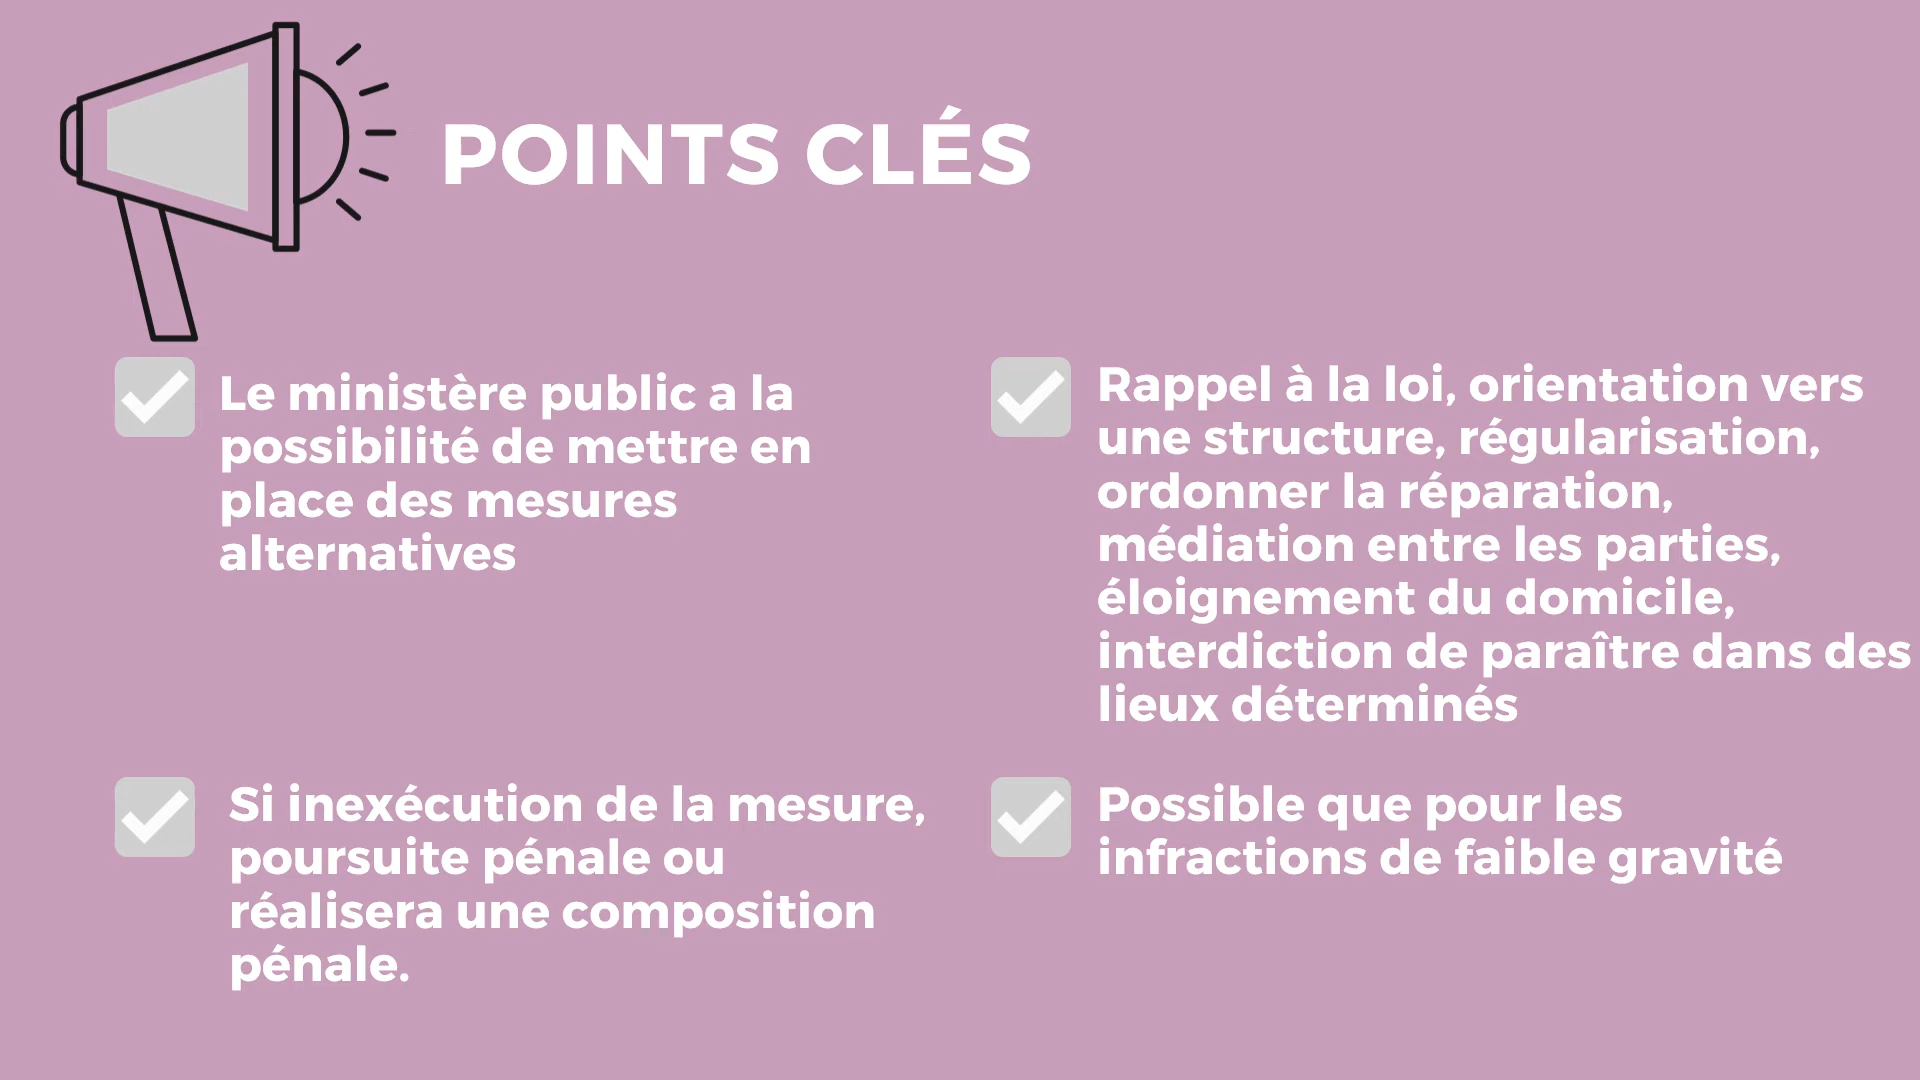 POINTS CLÉS
Le ministère public a la
possibilité de mettre en
place des mesures
alternatives
Rappel à la loi, orientation vers
une structure, régularisation,
ordonner la réparation,
médiation entre les parties,
éloignement du domicile,
interdiction de paraître dans des
lieux déterminés
Si inexécution de la mesure,
poursuite pénale ou
réalisera une composition
pénale.
Possible que pour les
infractions de faible gravité